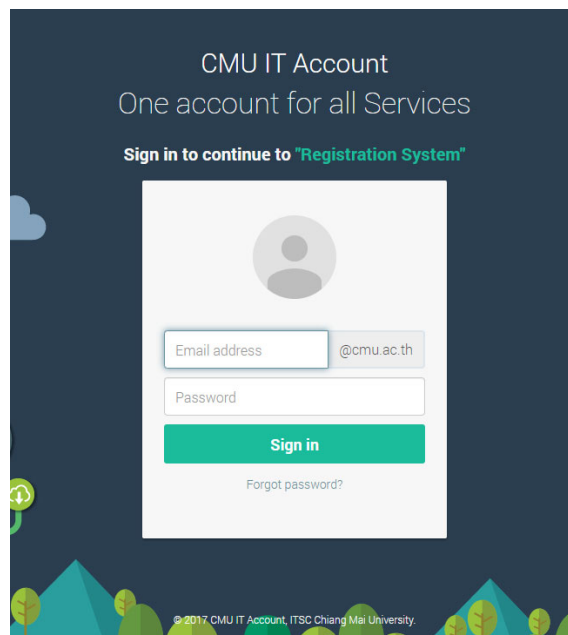 CMU IT Account
One account for all Services
Sign in to continue to "Registration System"
Email address @cmu.ac.th
Password
Sign in
Forgot password?
© 2017 CMU IT Account, ITSC Chiang Mai University.